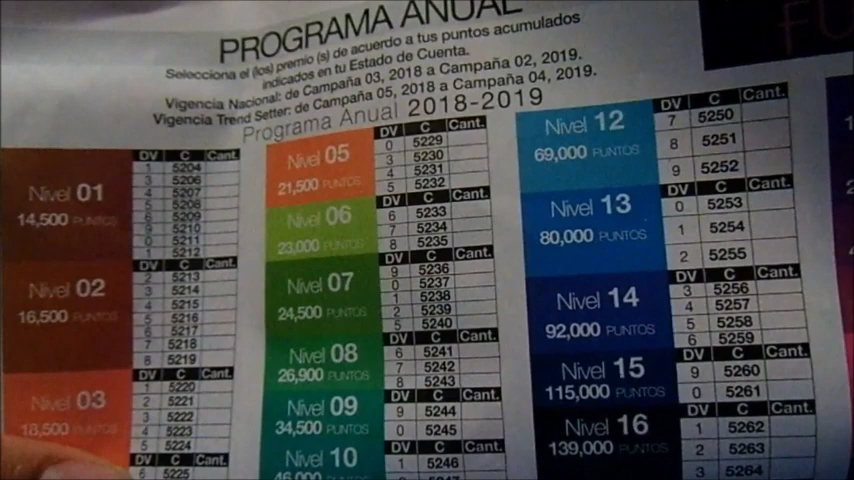 PROGRAMA ANUAL
Selecciona el (los) premio (s) de acuerdo a tus puntos acumulados
indicados en tu Estado de Cuenta.
Vigencia Nacional: de Campaña 03, 2018 a Campaña 02, 2019.
Vigencia Trend Setter: de Campaña 05, 2018 a Campaña 04, 2019.
Programa Anual 2018-2019
Nivel 01
14,500 PUNTOS
DV C Cant.
1 5204
3 5206
4 5207
5 5208
6 5209
9 5210
0 5211
1 5212
Nivel 02
16,500 PUNTOS
DV C Cant.
2 5213
3 5214
4 5215
5 5216
6 5217
7 5218
8 5219
Nivel 03
18,500 PUNTOS
DV C Cant.
1 5220
2 5221
3 5222
4 5223
5 5224
DV C Cant.
6 5225
Nivel 05
21,500 PUNTOS
DV C Cant.
0 5229
3 5230
4 5231
5 5232
Nivel 06
23,000 PUNTOS
DV C Cant.
6 5233
7 5234
8 5235
Nivel 07
24,500 PUNTOS
DV C Cant.
9 5236
0 5237
1 5238
2 5239
5 5240
Nivel 08
26,900 PUNTOS
DV C Cant.
6 5241
7 5242
8 5243
Nivel 09
34,500 PUNTOS
DV C Cant.
9 5244
0 5245
Nivel 10
DV C Cant.
1 5246
Nivel 12
69,000 PUNTOS
DV C Cant.
7 5250
8 5251
9 5252
Nivel 13
80,000 PUNTOS
DV C Cant.
0 5253
1 5254
2 5255
Nivel 14
92,000 PUNTOS
DV C Cant.
3 5256
4 5257
5 5258
6 5259
Nivel 15
115,000 PUNTOS
DV C Cant.
9 5260
0 5261
Nivel 16
139,000 PUNTOS
DV C Cant.
1 5262
2 5263
3 5264